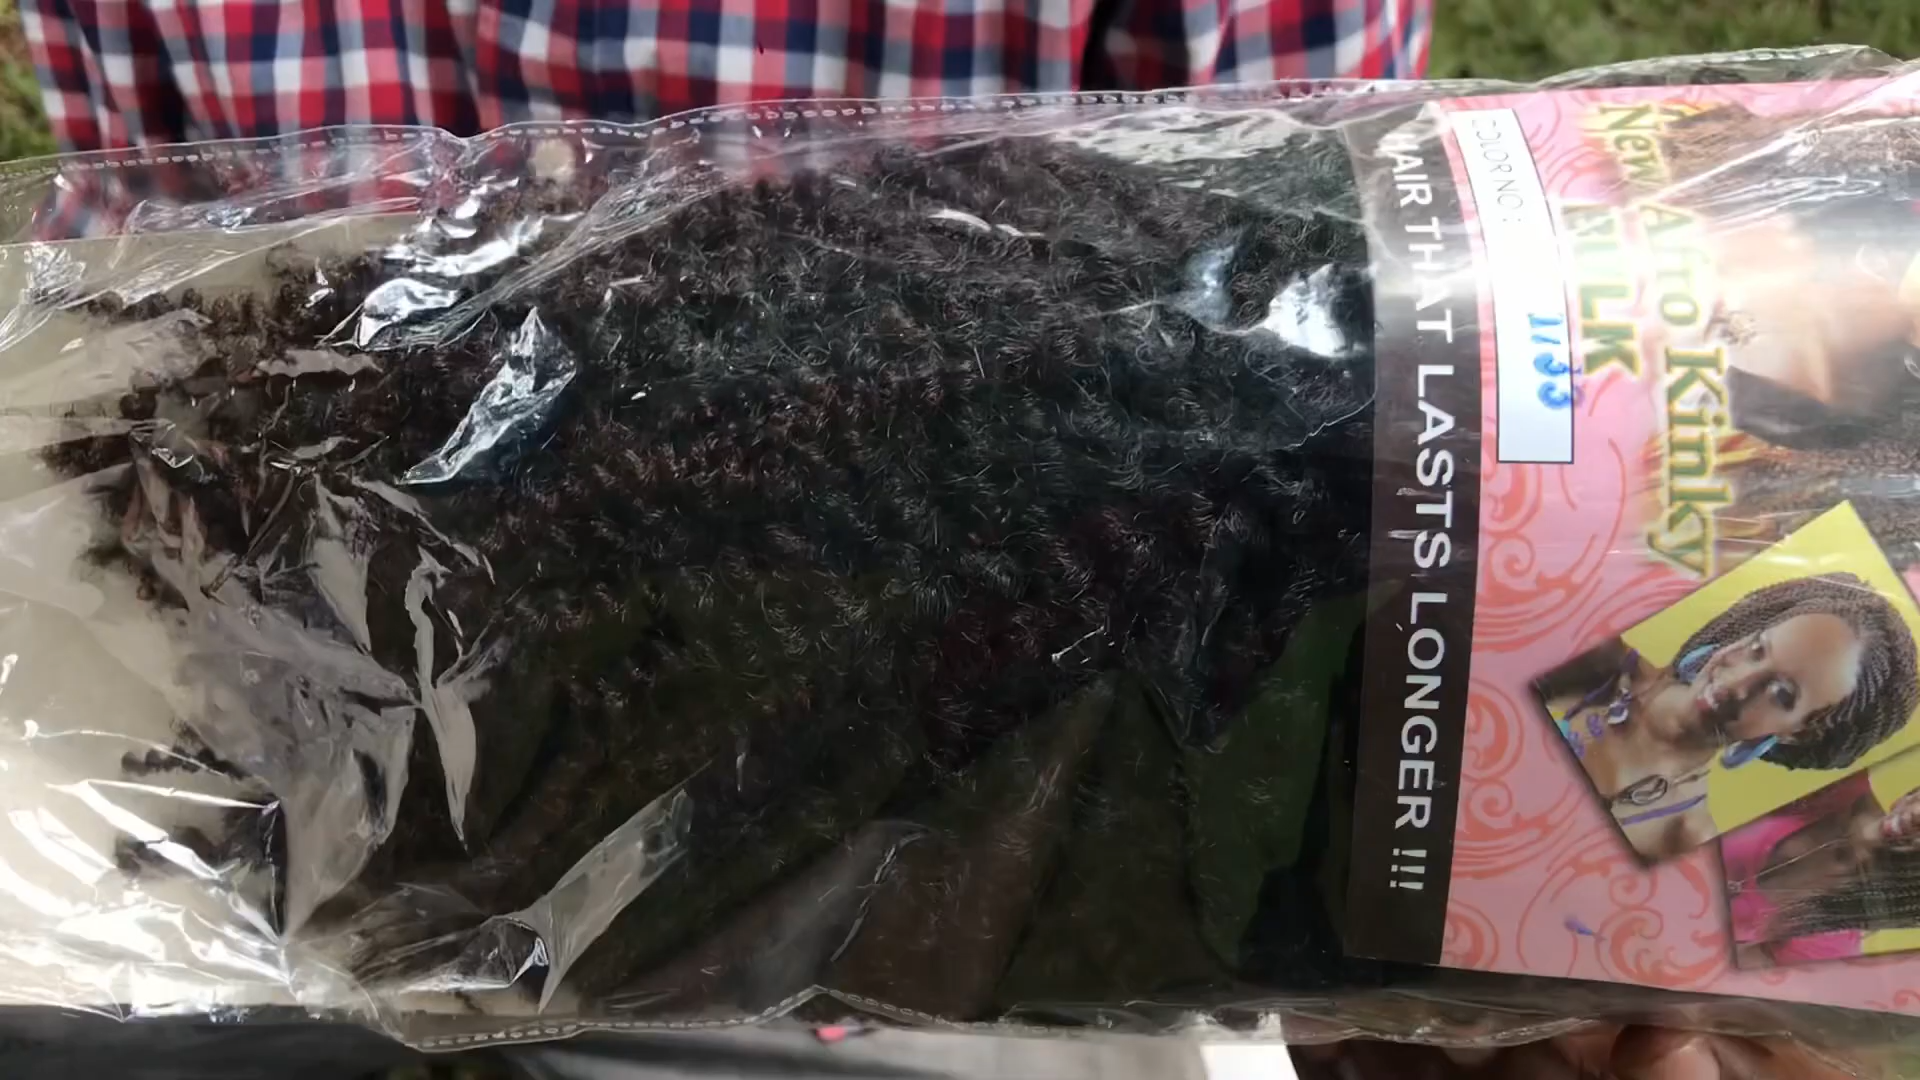 New Afro Kinky
BULK
COLOR NO:
1/33
HAIR THAT LASTS LONGER !!!